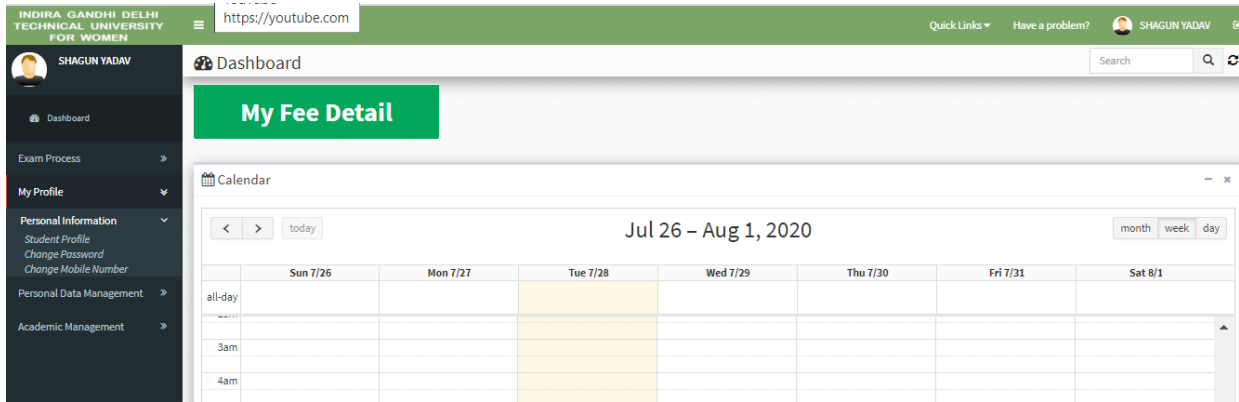 INDIRA GANDHI DELHI
TECHNICAL UNIVERSITY
FOR WOMEN
https://youtube.com
Quick Links
Have a problem?
SHAGUN YADAV
SHAGUN YADAV
Dashboard
Search
Dashboard
My Fee Detail
Exam Process
My Profile
Personal Information
Student Profile
Change Password
Change Mobile Number
Personal Data Management
Academic Management
Calendar
today
Jul 26 – Aug 1, 2020
month week day
Sun 7/26 Mon 7/27 Tue 7/28 Wed 7/29 Thu 7/30 Fri 7/31 Sat 8/1
all-day
3am
4am